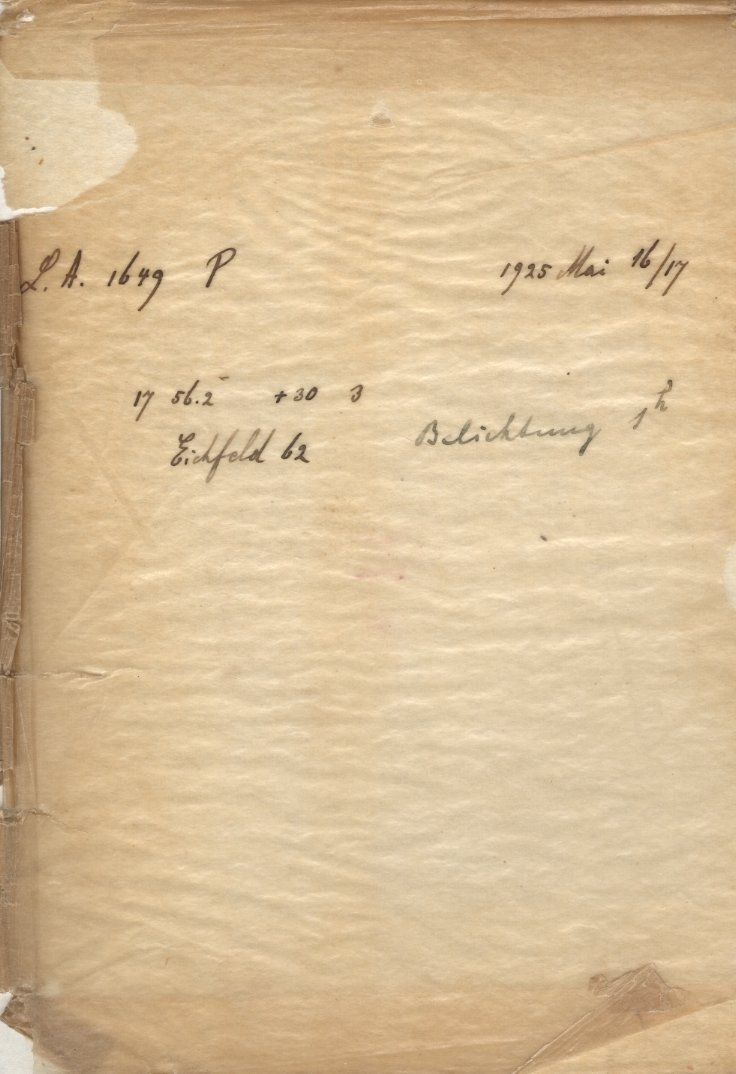 L. A. 1649 P 1925 Mai 16/17
17 56.2 +30 3
Eichfeld 62 Belichtung 1h